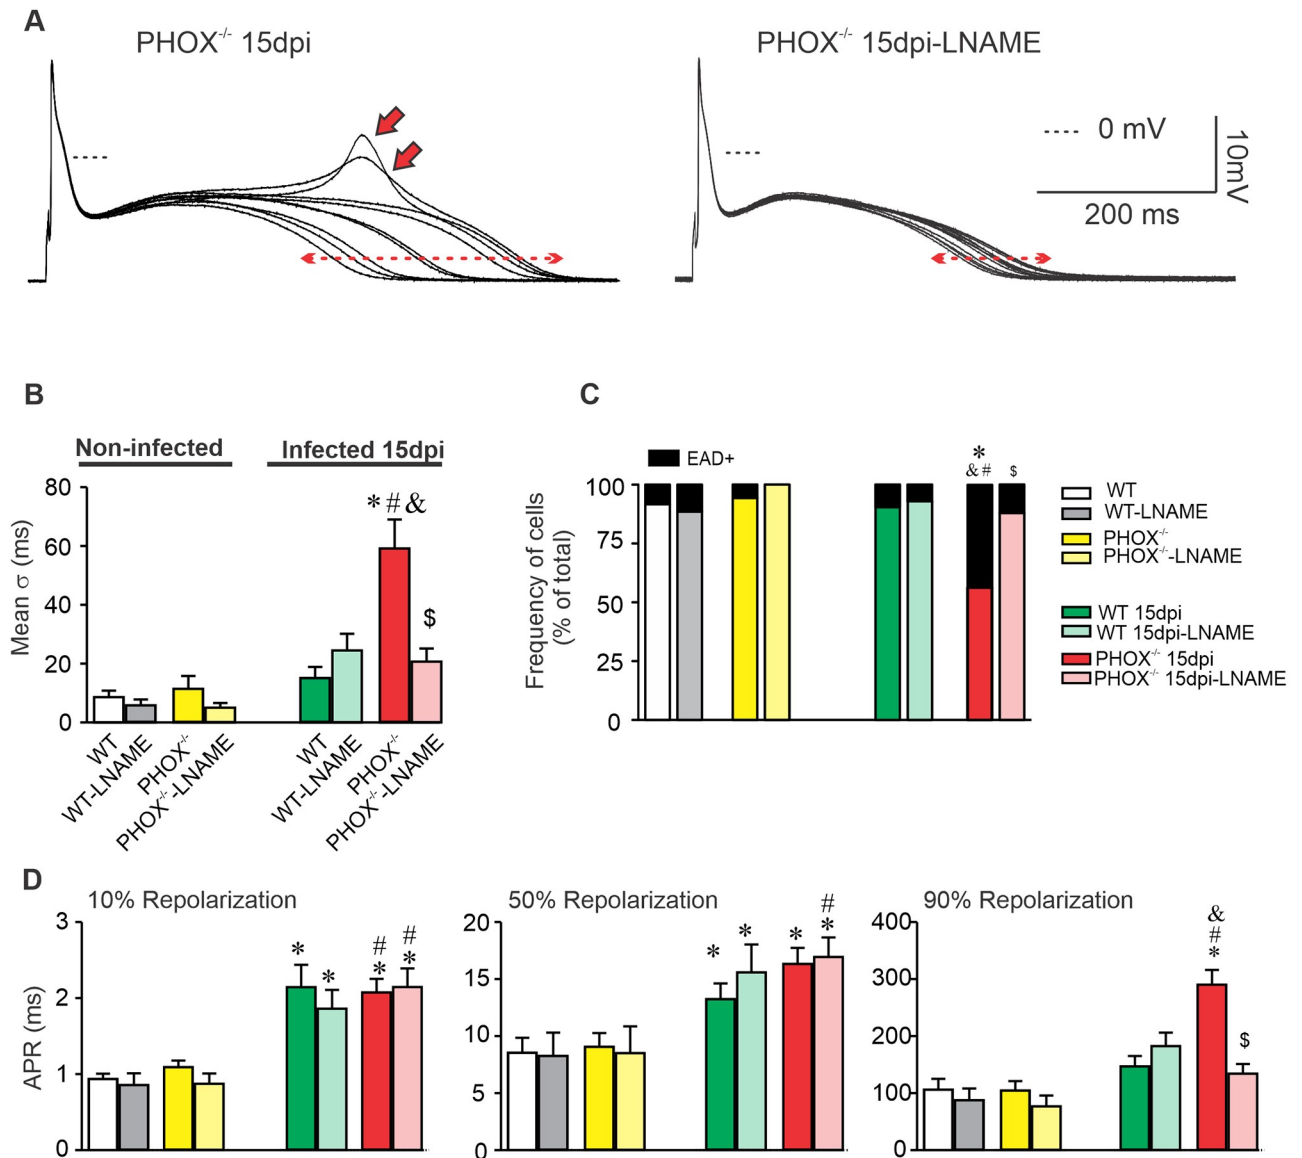 A
PHOX-/- 15dpi
PHOX-/- 15dpi-LNAME
0 mV
10mV
200 ms
B
Non-infected
Infected 15dpi
Mean σ (ms)
80
60
40
20
0
* # &
$
WT
WT-LNAME
PHOX-/-
PHOX-/--LNAME
WT
WT-LNAME
PHOX-/-
PHOX-/--LNAME
C
EAD+
*
& #
$
Frequency of cells
(% of total)
100
75
50
25
0
WT
WT-LNAME
PHOX-/-
PHOX-/--LNAME
WT 15dpi
WT 15dpi-LNAME
PHOX-/- 15dpi
PHOX-/- 15dpi-LNAME
D
10% Repolarization
APR (ms)
3
2
1
0
*
*
#
*
#
*
50% Repolarization
20
15
10
5
0
*
*
*
#
*
90% Repolarization
400
300
200
100
0
&
#
*
$